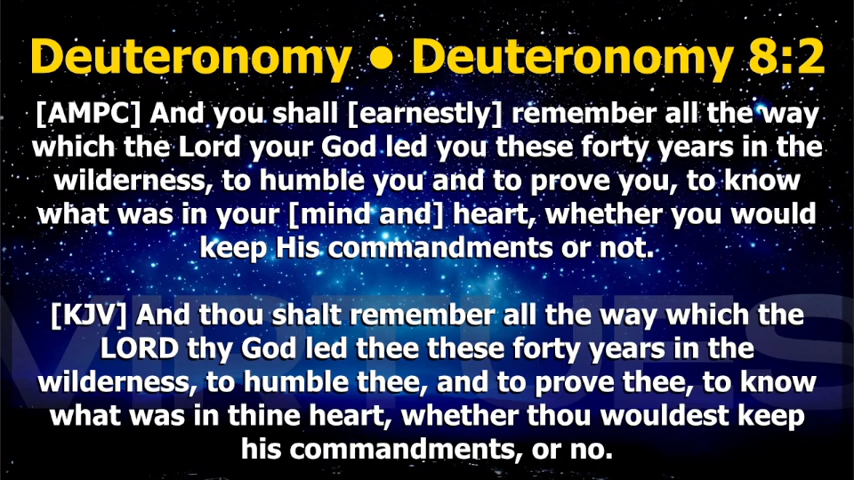 Deuteronomy • Deuteronomy 8:2
[AMPC] And you shall [earnestly] remember all the way
which the Lord your God led you these forty years in the
wilderness, to humble you and to prove you, to know
what was in your [mind and] heart, whether you would
keep His commandments or not.
VIRTUES
[KJV] And thou shalt remember all the way which the
LORD thy God led thee these forty years in the
wilderness, to humble thee, and to prove thee, to know
what was in thine heart, whether thou wouldest keep
his commandments, or no.